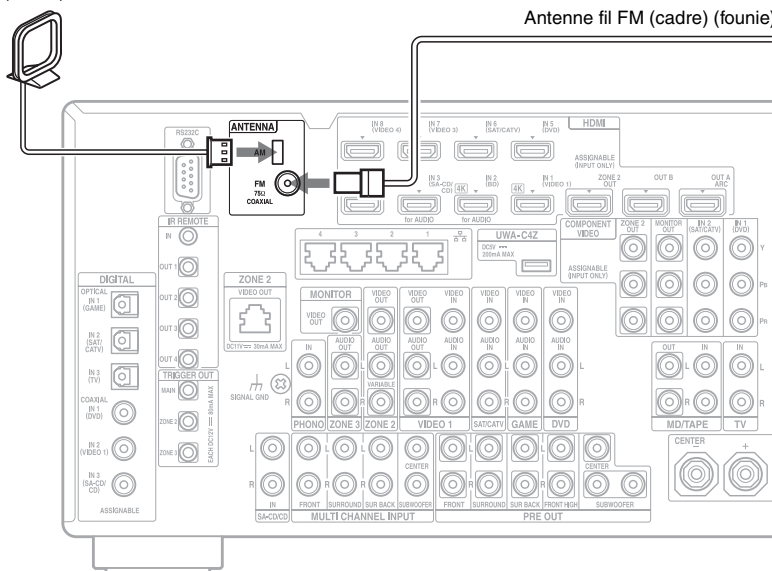 Antenne fil FM (cadre) (founie)
RS232C
ANTENNA
AM
FM
75Ω
COAXIAL
IN 8
(VIDEO 4)
IN 7
(VIDEO 3)
IN 6
(SAT/CATV)
IN 5
(DVD)
HDMI
ASSIGNABLE
(INPUT ONLY)
IN 3
(SA-CD/
CD)
IN 2
(BD)
IN 1
(VIDEO 1)
4K
4K
ZONE 2
OUT
OUT B
OUT A
ARC
for AUDIO
for AUDIO
IR REMOTE
IN
OUT 1
OUT 2
OUT 3
OUT 4
4
3
2
1
UWA-C4Z
DC5V
200mA MAX
COMPONENT
VIDEO
ZONE 2
OUT
MONITOR
OUT
IN 2
(SAT/CATV)
IN 1
(DVD)
ASSIGNABLE
(INPUT ONLY)
Y
PB
PR
DIGITAL
OPTICAL
IN 1
(GAME)
IN 2
(SAT/
CATV)
IN 3
(TV)
COAXIAL
IN 1
(DVD)
IN 2
(VIDEO 1)
IN 3
(SA-CD/
CD)
ASSIGNABLE
TRIGGER OUT
MAIN
ZONE 2
ZONE 3
EACH DC12V 80mA MAX
ZONE 2
VIDEO OUT
DC11V 30mA MAX
SIGNAL GND
MONITOR
VIDEO
OUT
VIDEO
OUT
VIDEO
OUT
VIDEO
IN
VIDEO
IN
VIDEO
IN
VIDEO
IN
IN
AUDIO
OUT
AUDIO
OUT
AUDIO
OUT
AUDIO
IN
AUDIO
IN
AUDIO
IN
AUDIO
IN
VARIABLE
L
L
L
L
R
R
R
R
PHONO
ZONE 3
ZONE 2
VIDEO 1
SAT/CATV
GAME
DVD
OUT
IN
IN
L
L
R
R
MD/TAPE
TV
L
L
L
L
L
R
R
R
R
R
CENTER
CENTER
IN
FRONT
SURROUND
SUR BACK
SUBWOOFER
FRONT
SURROUND
SUR BACK
FRONT HIGH
SUBWOOFER
SA-CD/CD
MULTI CHANNEL INPUT
PRE OUT
CENTER
− +